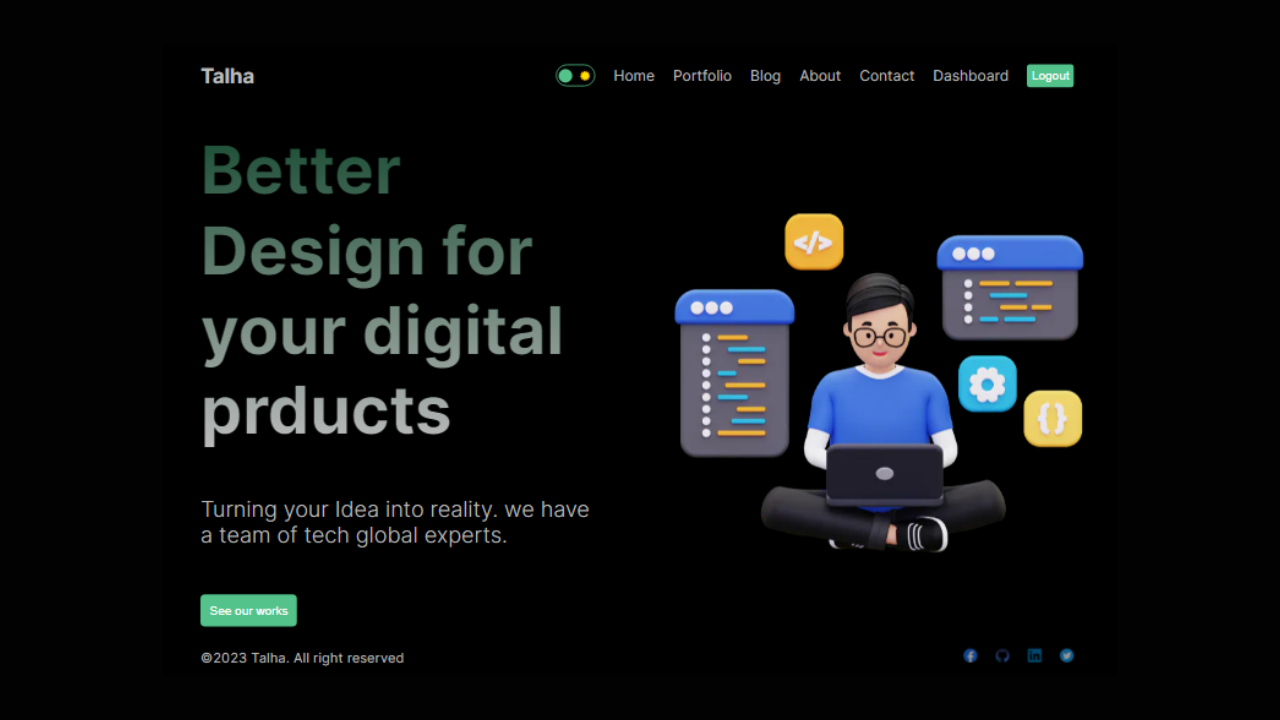 Talha
Home Portfolio Blog About Contact Dashboard Logout
Better
Design for
your digital
prducts
</>
{}
Turning your Idea into reality. we have
a team of tech global experts.
See our works
©2023 Talha. All right reserved